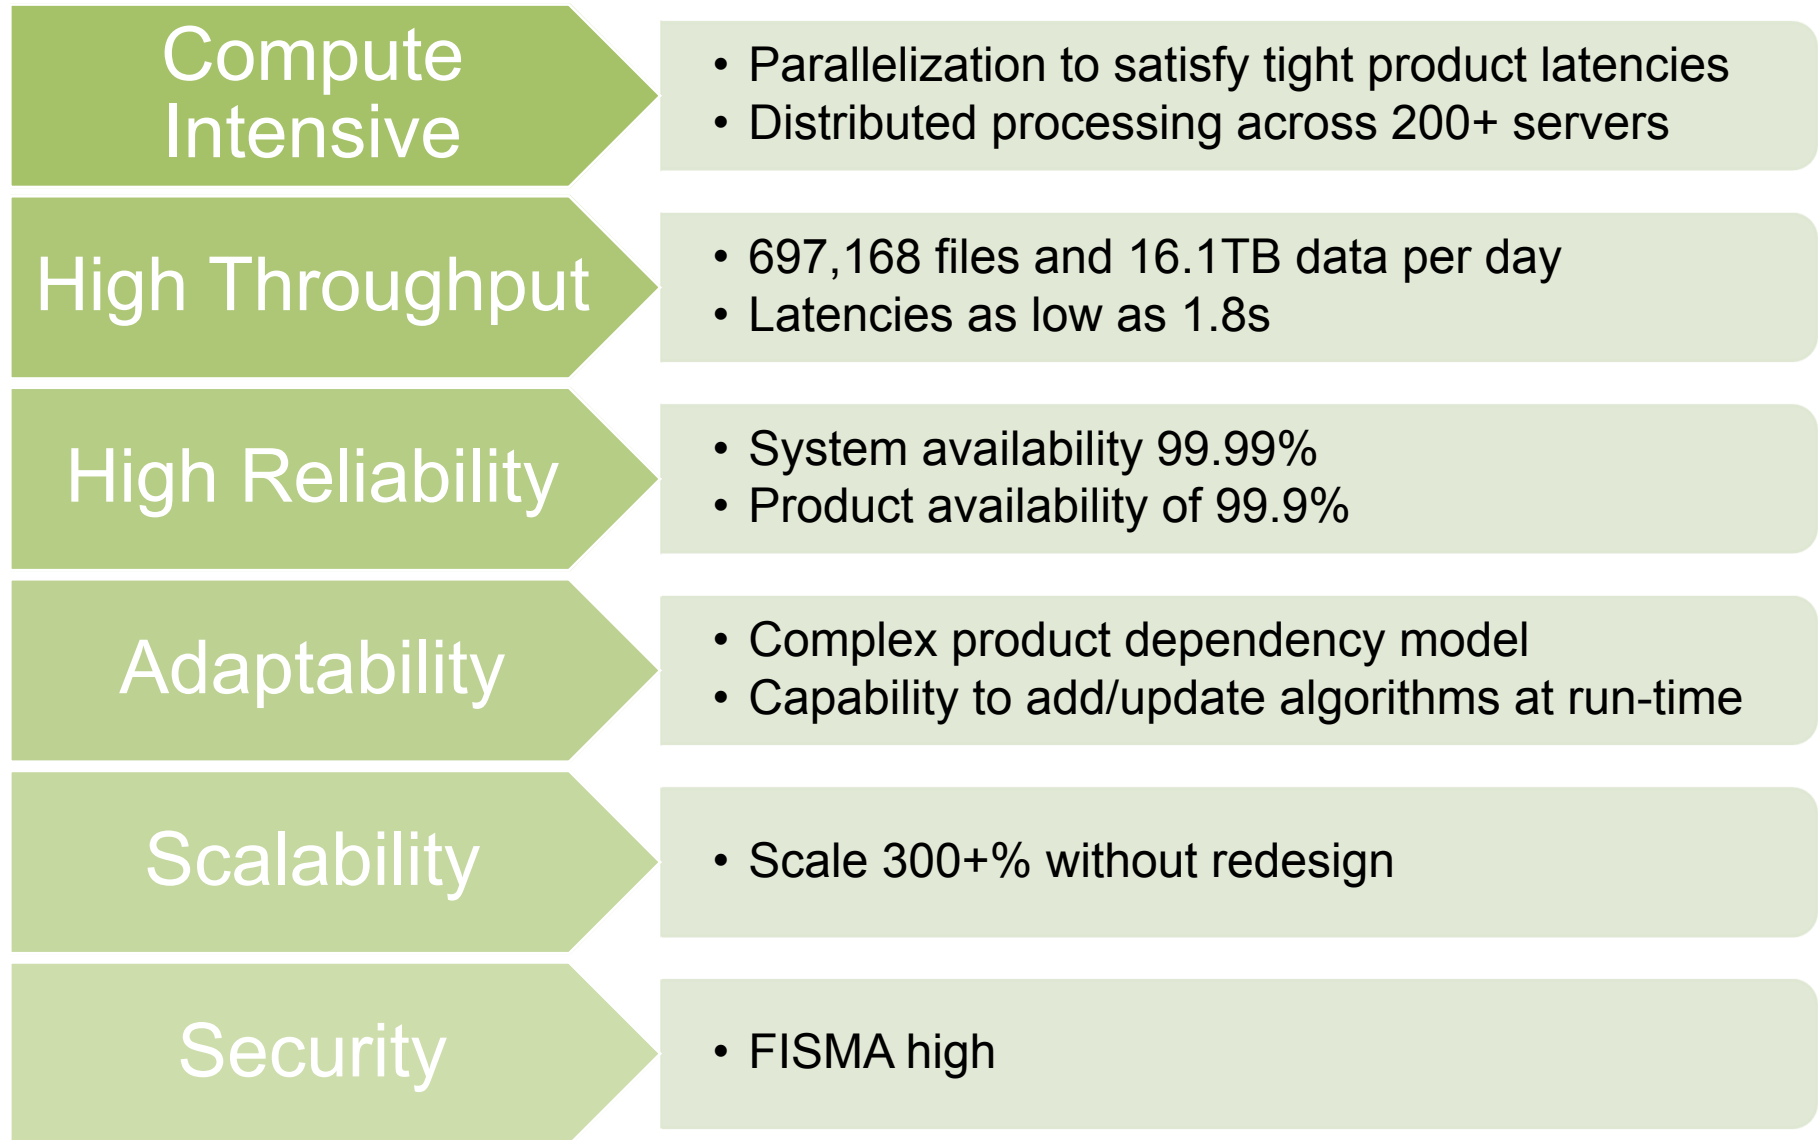 Compute
Intensive
• Parallelization to satisfy tight product latencies
• Distributed processing across 200+ servers
High Throughput
• 697,168 files and 16.1TB data per day
• Latencies as low as 1.8s
High Reliability
• System availability 99.99%
• Product availability of 99.9%
Adaptability
• Complex product dependency model
• Capability to add/update algorithms at run-time
Scalability
• Scale 300+% without redesign
Security
• FISMA high